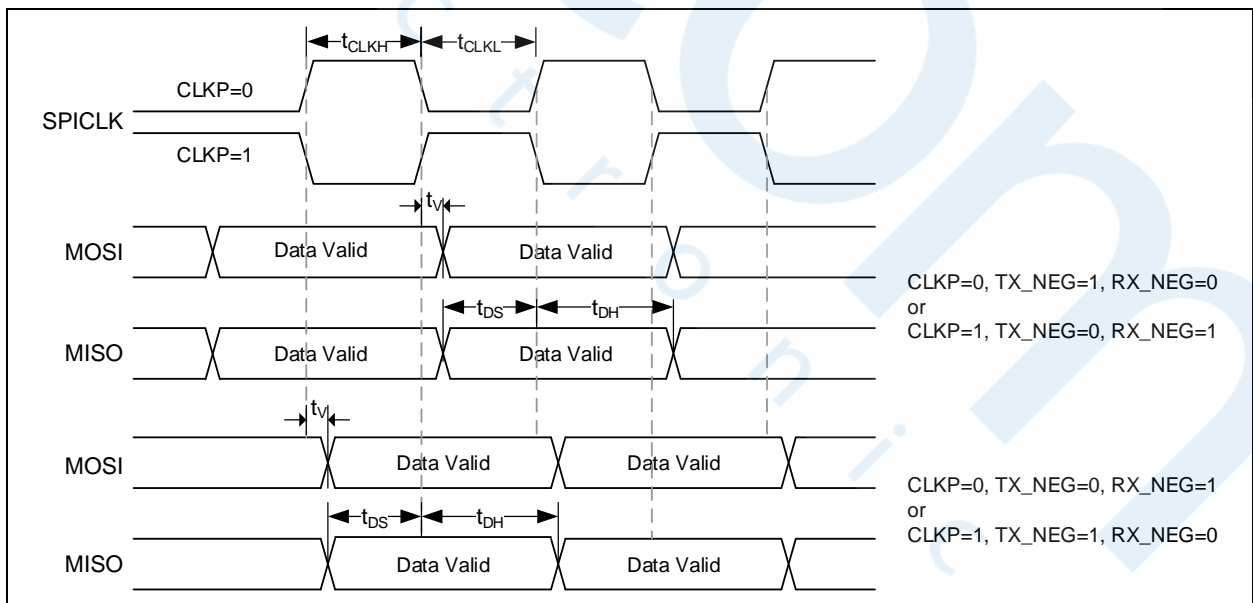 tCLKH tCLKL
CLKP=0
SPICLK
CLKP=1
tV
MOSI Data Valid Data Valid
CLKP=0, TX_NEG=1, RX_NEG=0
or
CLKP=1, TX_NEG=0, RX_NEG=1
tDS tDH
MISO Data Valid Data Valid
tV
MOSI Data Valid Data Valid
CLKP=0, TX_NEG=0, RX_NEG=1
or
CLKP=1, TX_NEG=1, RX_NEG=0
tDS tDH
MISO Data Valid Data Valid